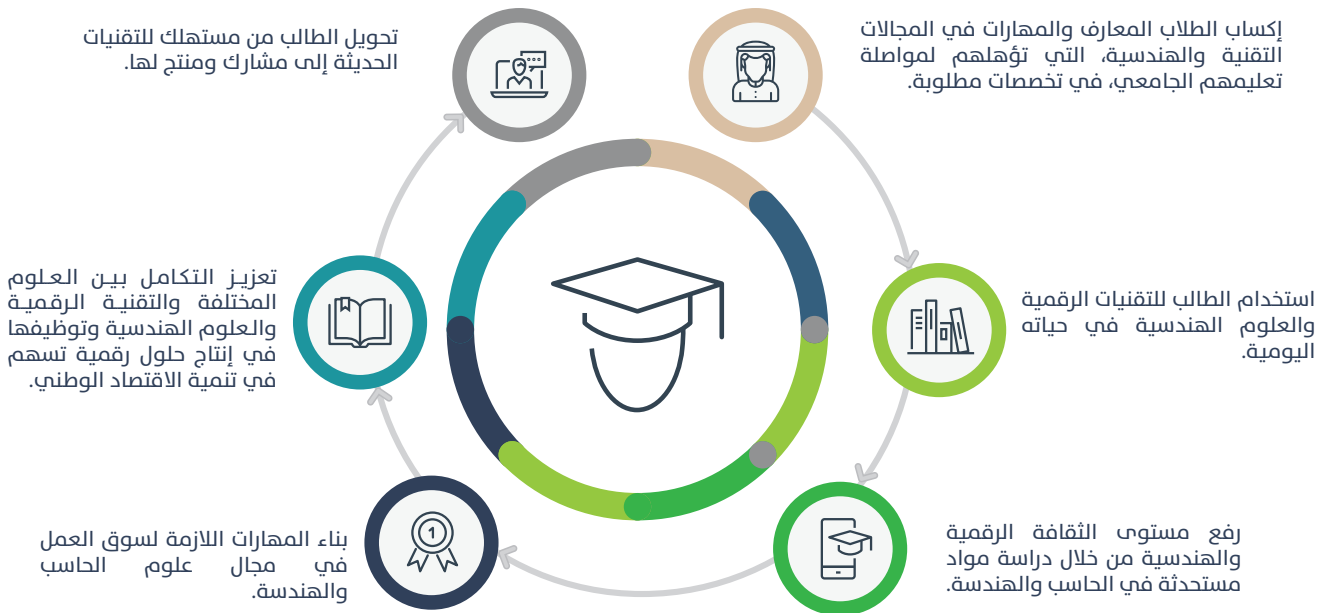 إكساب الطلاب المعارف والمهارات في المجالات
التقنية والهندسية، التي تؤهلهم لمواصلة
تعليمهم الجامعي، في تخصصات مطلوبة.
استخدام الطالب للتقنيات الرقمية
والعلوم الهندسية في حياته
اليومية.
رفع مستوى الثقافة الرقمية
والهندسية من خلال دراسة مواد
مستحدثة في الحاسب والهندسة.
بناء المهارات اللازمة لسوق العمل
في مجال علوم الحاسب
والهندسة.
تعزيز التكامل بين العلوم
المختلفة والتقنية الرقمية
والعلوم الهندسية وتوظيفها
في إنتاج حلول رقمية تسهم
في تنمية الاقتصاد الوطني.
تحويل الطالب من مستهلك للتقنيات
الحديثة إلى مشارك ومنتج لها.
1